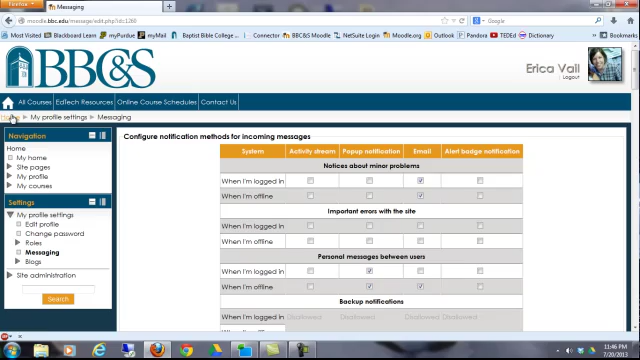 Firefox
Messaging
moodle.bbc.edu/message/edit.php?id=1260
Google
Most Visited Blackboard Learn myPurdue myMail Baptist Bible College ... Overdrive BBC&S Moodle NetSuite Login Moodle.org Outlook Pandora TEDEd Dictionary Bookmarks
BBC&S
Erica Vail
Logout
All Courses EdTech Resources Online Course Schedules Contact Us
Home ▶ My profile settings ▶ Messaging
Navigation
Home
My home
Site pages
My profile
My courses
Settings
My profile settings
Edit profile
Change password
Roles
Messaging
Blogs
Site administration
Search
Configure notification methods for incoming messages
System Activity stream Popup notification Email Alert badge notification
Notices about minor problems
When I'm logged in
When I'm offline
Important errors with the site
When I'm logged in
When I'm offline
Personal messages between users
When I'm logged in
When I'm offline
Backup notifications
When I'm logged in Disallowed Disallowed Disallowed Disallowed
11:46 PM
7/20/2013